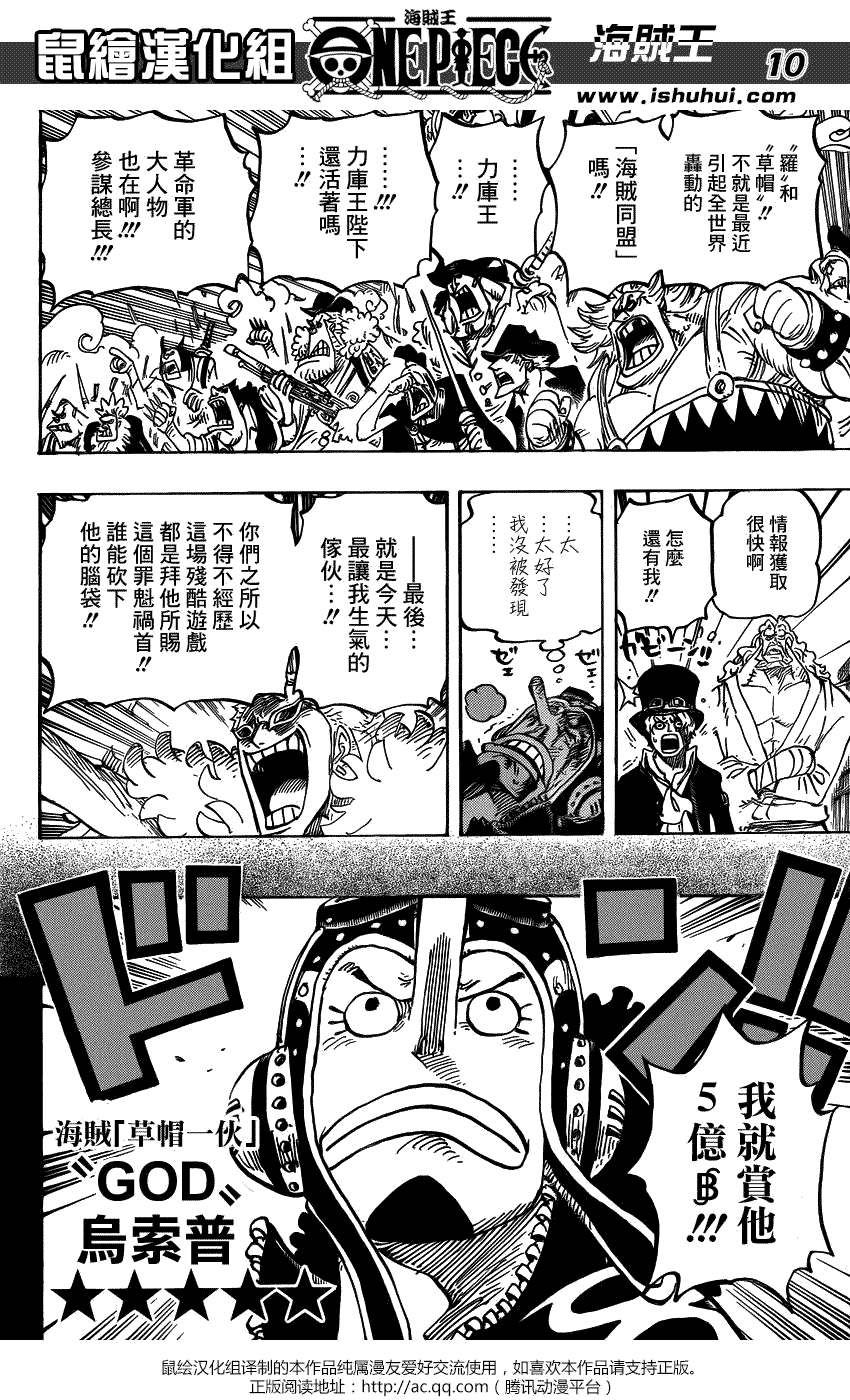 鼠繪漢化組
海賊王
ONE PIECE
海賊王
10
www.ishuhui.com
〝羅〞和
〝草帽〞!!
不就是最近
引起全世界
轟動的
「海賊同盟」
嗎!!
……
力庫王
……
………!!!
力庫王陛下
還活著嗎
…!!
革命軍的
大人物
也在啊!!!
參謀總長!!!
情報獲取
很快啊
怎麼
還有我!!
ガビーン!!
…太
…太好了
我沒被發現
……
ゼェ
ゼェ
——最後…
就是今天…
最讓我生氣的
傢伙…!!
你們之所以
不得不經歷
這場殘酷遊戲
都是拜他所賜
這個罪魁禍首!!
誰能砍下
他的腦袋!!
ドン!!
我就賞他
5億฿!!!
海賊「草帽一伙」
〝GOD〞
烏索普
★★★★☆
鼠绘汉化组译制的本作品纯属漫友爱好交流使用，如喜欢本作品请支持正版。
正版阅读地址：http://ac.qq.com（腾讯动漫平台）